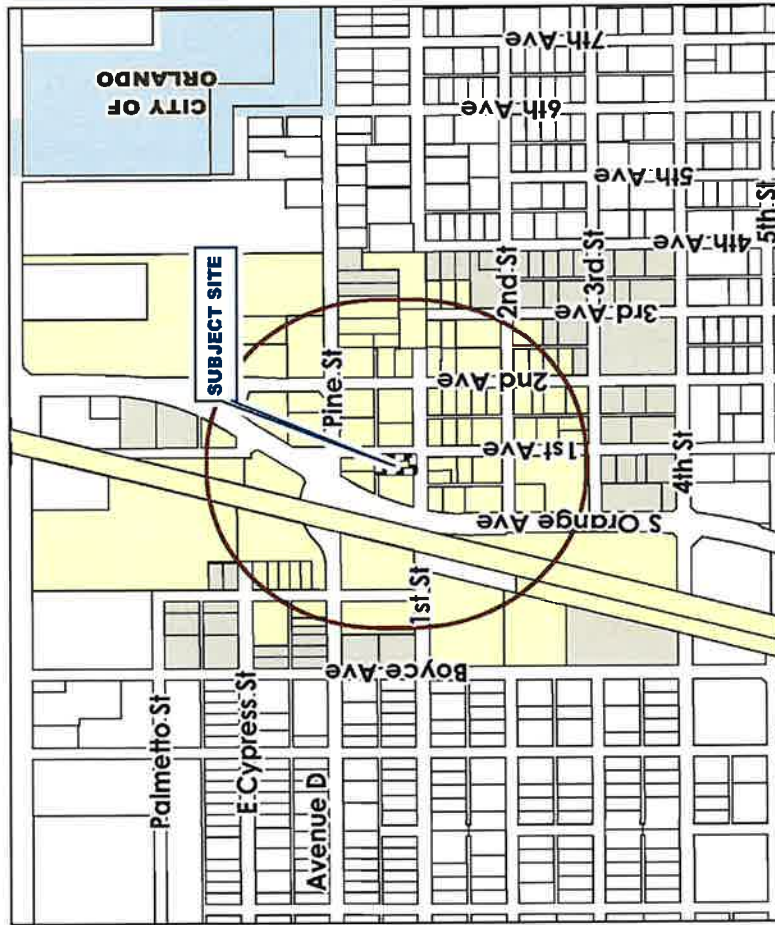 7th Ave
CITY OF
ORLANDO
6th Ave
5th Ave
5th St
4th Ave
SUBJECT SITE
2nd St
3rd St
3rd Ave
Pine St
2nd Ave
1st Ave
4th St
S Orange Ave
1st St
Boyce Ave
Palmetto St
E Cypress St
Avenue D